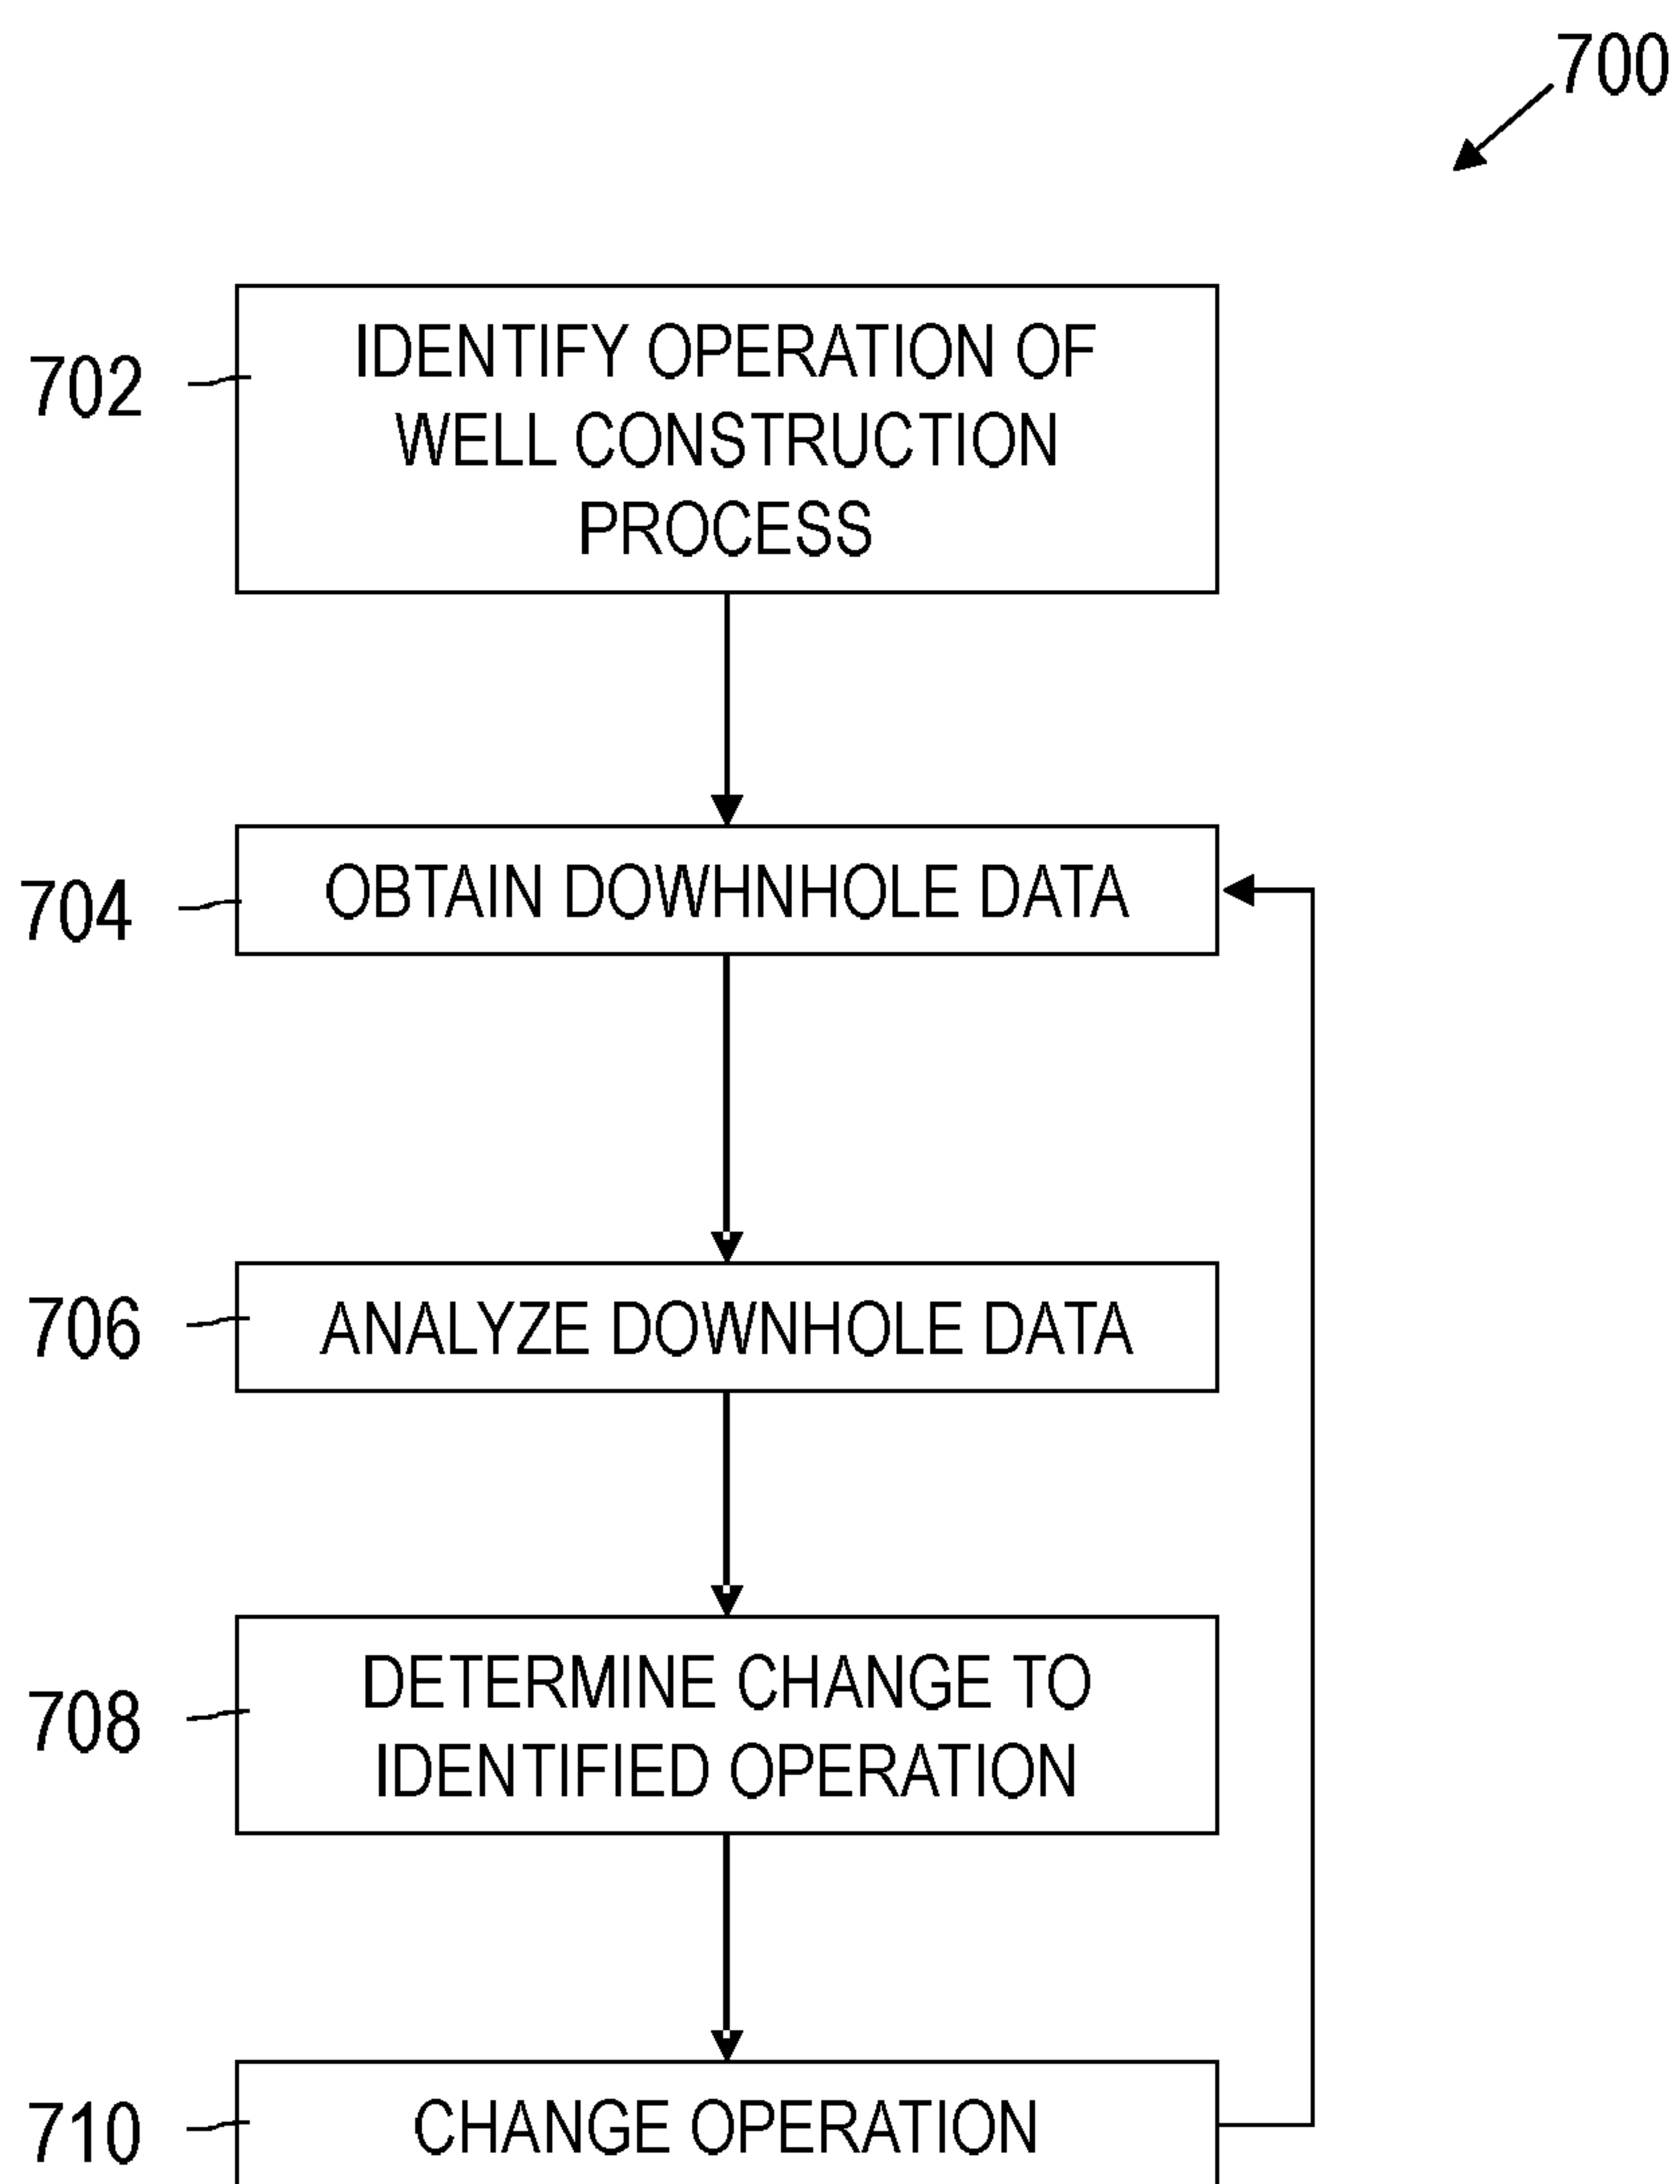 700
702
IDENTIFY OPERATION OF
WELL CONSTRUCTION
PROCESS
704
OBTAIN DOWHNHOLE DATA
706
ANALYZE DOWNHOLE DATA
708
DETERMINE CHANGE TO
IDENTIFIED OPERATION
710
CHANGE OPERATION